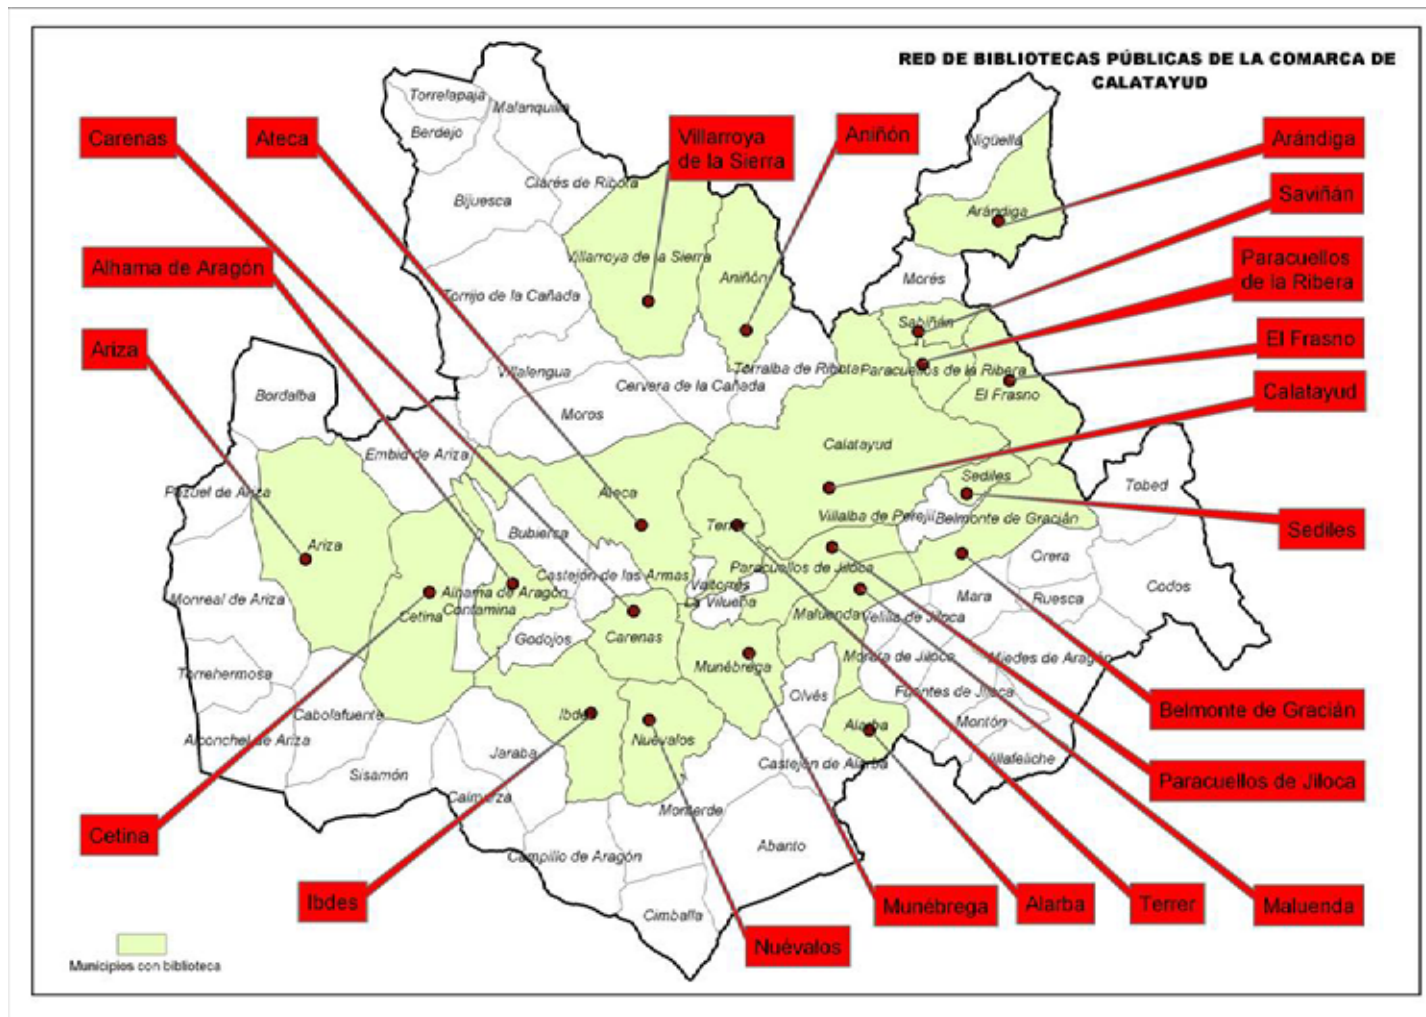 RED DE BIBLIOTECAS PÚBLICAS DE LA COMARCA DE
CALATAYUD
Torrelapaja
Malanquilla
Berdejo
Carenas
Ateca
Villarroya
de la Sierra
Aniñón
Arándiga
Nigüella
Clarés de Ribota
Bijuesca
Saviñán
Arándiga
Alhama de Aragón
Villarroya de la Sierra
Aniñón
Paracuellos
de la Ribera
Morés
Torrijo de la Cañada
Sabiñán
El Frasno
Ariza
Villalengua
Torralba de Ribota
Paracuellos de la Ribera
Cervera de la Cañada
El Frasno
Calatayud
Bordalba
Moros
Calatayud
Embid de Ariza
Sediles
Tobed
Pozuel de Ariza
Ateca
Villalba de Perejil
Belmonte de Gracián
Terrer
Bubierca
Sediles
Ariza
Orera
Paracuellos de Jiloca
Castejón de las Armas
Valtorres
Codos
Alhama de Aragón
La Vilueña
Monreal de Ariza
Mara
Ruesca
Contamina
Cetina
Maluenda
Velilla de Jiloca
Godojos
Carenas
Morata de Jiloca
Miedes de Aragón
Munébrega
Torrehermosa
Olvés
Fuentes de Jiloca
Belmonte de Gracián
Cabolafuente
Ibdes
Alarba
Montón
Alconchel de Ariza
Nuévalos
Jaraba
Castejón de Alarba
Villafeliche
Sisamón
Paracuellos de Jiloca
Calmarza
Monterde
Cetina
Abanto
Campillo de Aragón
Ibdes
Cimballa
Munébrega
Alarba
Terrer
Maluenda
Nuévalos
Municipios con biblioteca